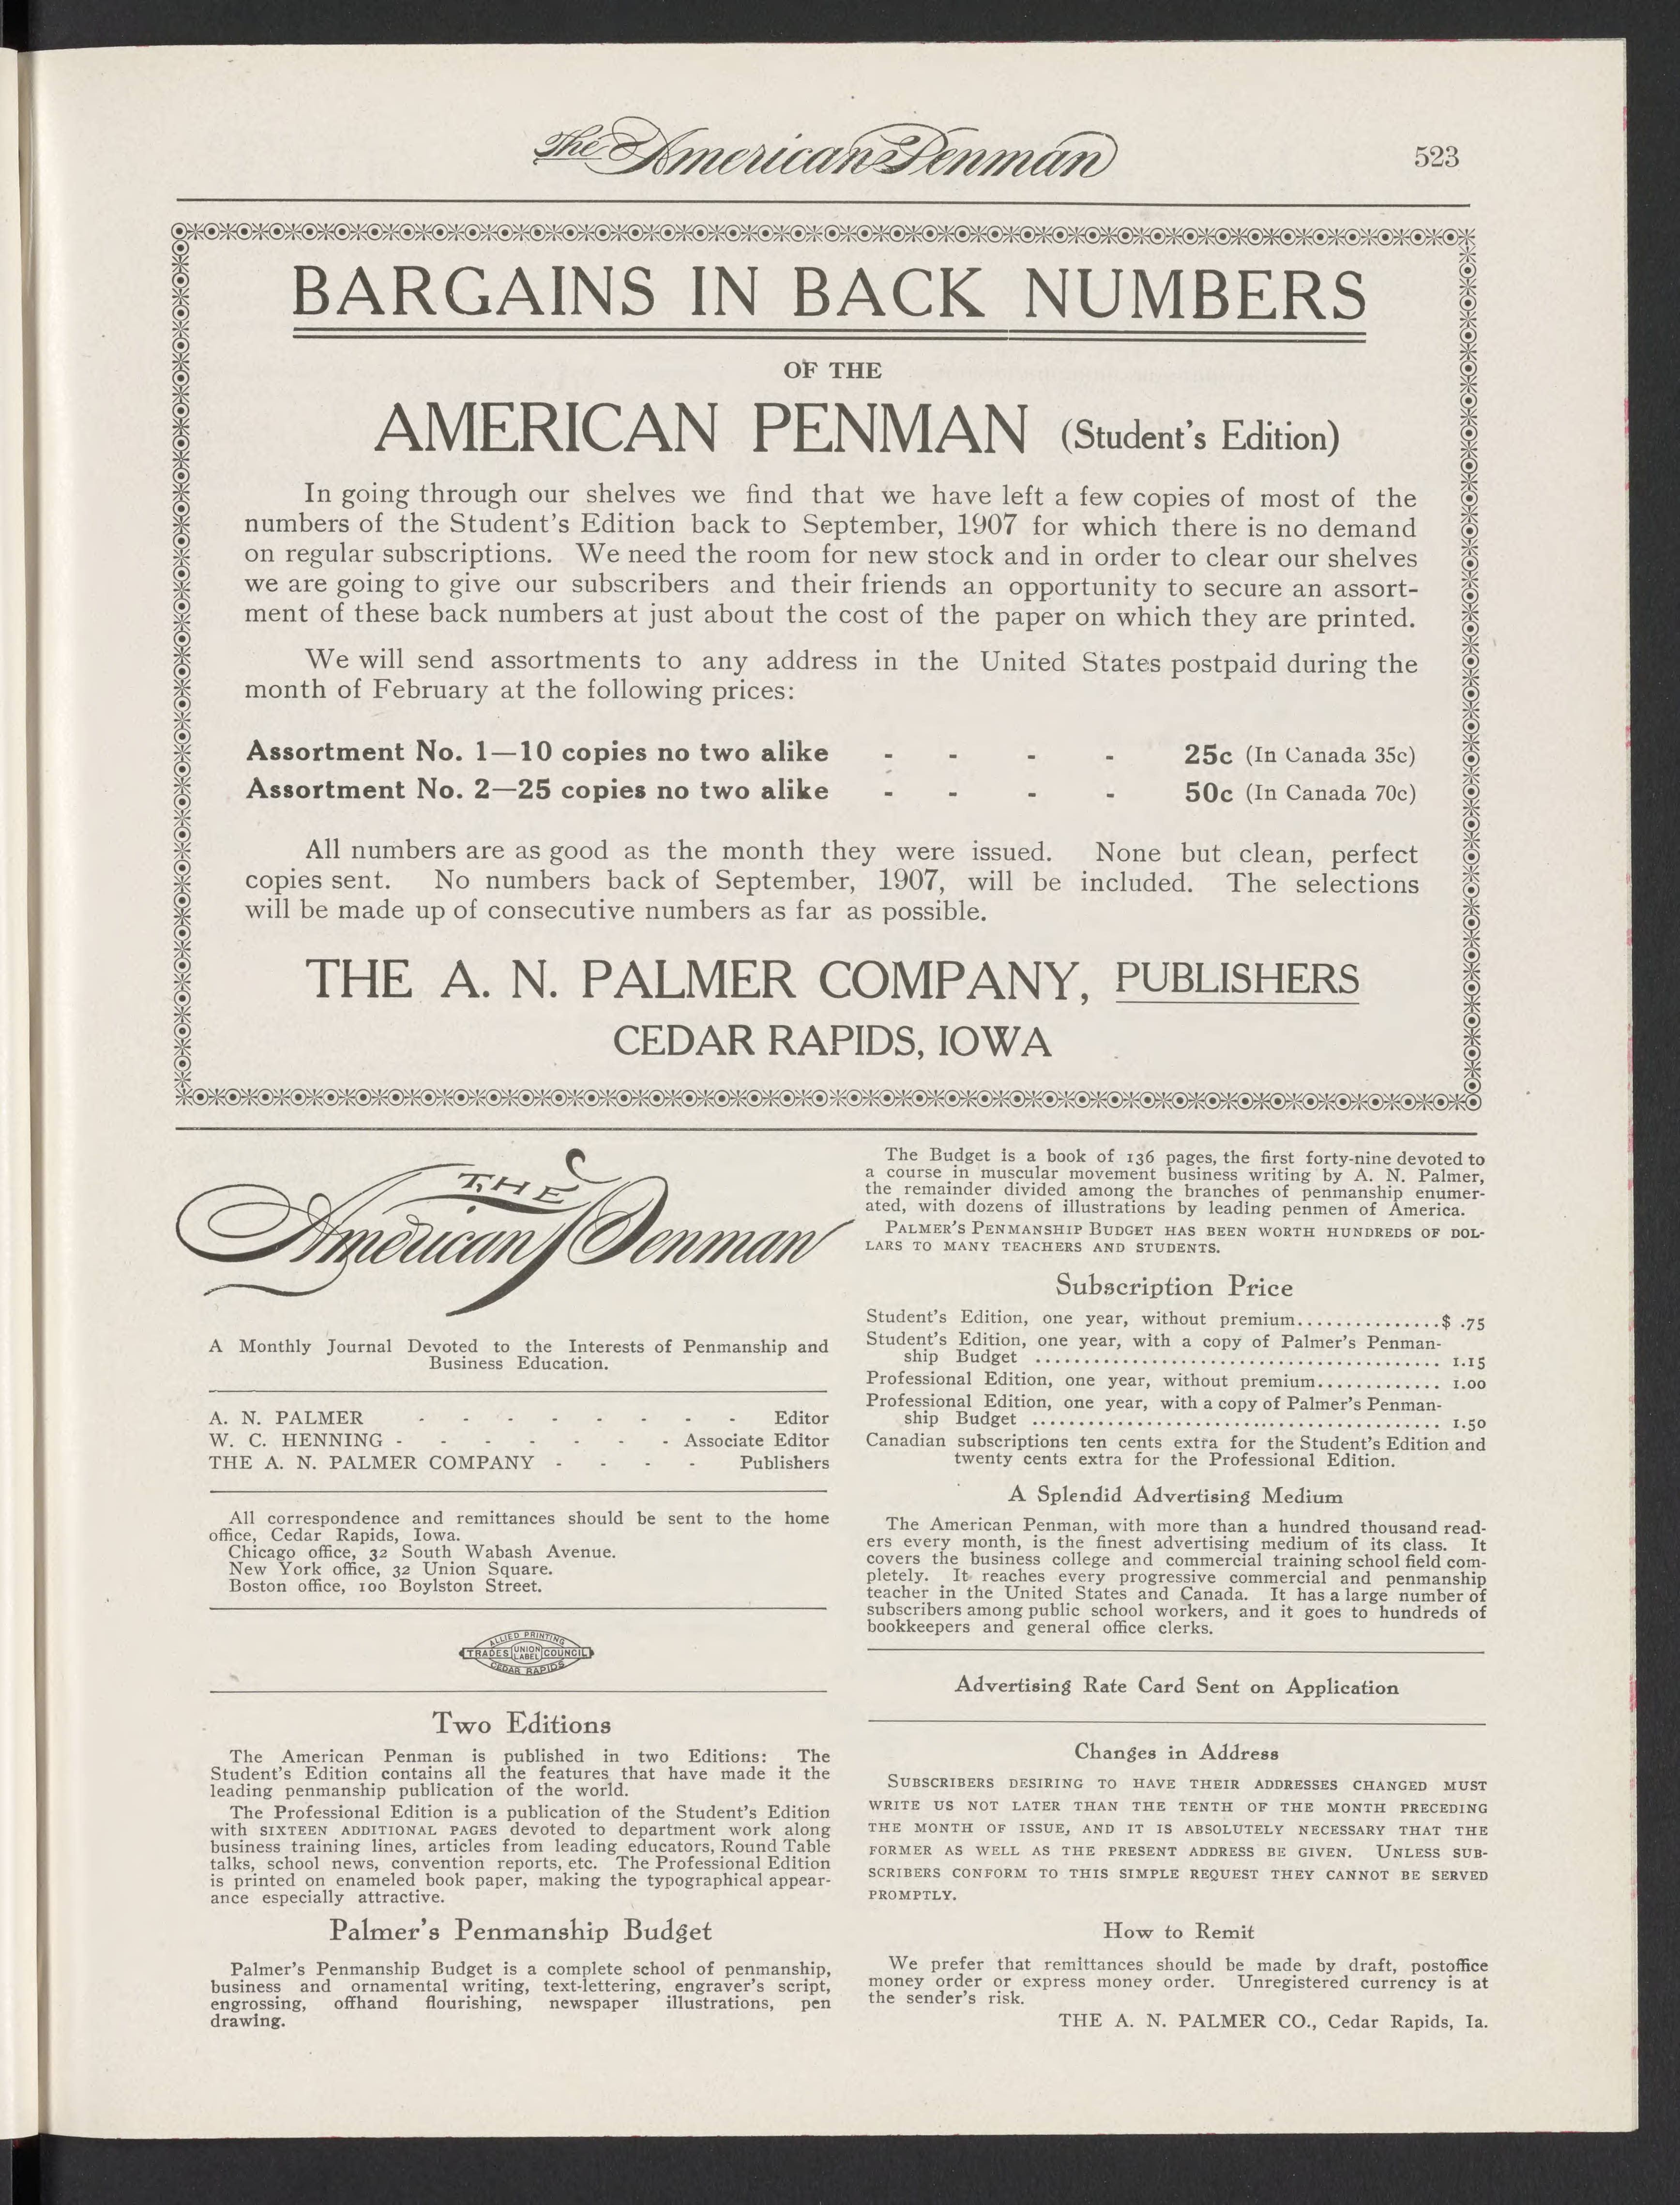 The American Penman
523
BARGAINS IN BACK NUMBERS
OF THE
AMERICAN PENMAN (Student's Edition)
In going through our shelves we find that we have left a few copies of most of the
numbers of the Student's Edition back to September, 1907 for which there is no demand
on regular subscriptions. We need the room for new stock and in order to clear our shelves
we are going to give our subscribers and their friends an opportunity to secure an assort-
ment of these back numbers at just about the cost of the paper on which they are printed.
We will send assortments to any address in the United States postpaid during the
month of February at the following prices:
Assortment No. 1—10 copies no two alike - - - - 25c (In Canada 35c)
Assortment No. 2—25 copies no two alike - - - - 50c (In Canada 70c)
All numbers are as good as the month they were issued. None but clean, perfect
copies sent. No numbers back of September, 1907, will be included. The selections
will be made up of consecutive numbers as far as possible.
THE A. N. PALMER COMPANY, PUBLISHERS
CEDAR RAPIDS, IOWA
THE
American Penman
A Monthly Journal Devoted to the Interests of Penmanship and
Business Education.
A. N. PALMER - - - - - - - - Editor
W. C. HENNING - - - - - - - Associate Editor
THE A. N. PALMER COMPANY - - - - Publishers
All correspondence and remittances should be sent to the home
office, Cedar Rapids, Iowa.
Chicago office, 32 South Wabash Avenue.
New York office, 32 Union Square.
Boston office, 100 Boylston Street.
ALLIED PRINTING
TRADES UNION LABEL COUNCIL
CEDAR RAPIDS
Two Editions
The American Penman is published in two Editions: The
Student's Edition contains all the features that have made it the
leading penmanship publication of the world.
The Professional Edition is a publication of the Student's Edition
with SIXTEEN ADDITIONAL PAGES devoted to department work along
business training lines, articles from leading educators, Round Table
talks, school news, convention reports, etc. The Professional Edition
is printed on enameled book paper, making the typographical appear-
ance especially attractive.
Palmer's Penmanship Budget
Palmer's Penmanship Budget is a complete school of penmanship,
business and ornamental writing, text-lettering, engraver's script,
engrossing, offhand flourishing, newspaper illustrations, pen
drawing.
The Budget is a book of 136 pages, the first forty-nine devoted to
a course in muscular movement business writing by A. N. Palmer,
the remainder divided among the branches of penmanship enumer-
ated, with dozens of illustrations by leading penmen of America.
PALMER'S PENMANSHIP BUDGET HAS BEEN WORTH HUNDREDS OF DOL-
LARS TO MANY TEACHERS AND STUDENTS.
Subscription Price
Student's Edition, one year, without premium...............$ .75
Student's Edition, one year, with a copy of Palmer's Penman-
ship Budget ......................................... 1.15
Professional Edition, one year, without premium............. 1.00
Professional Edition, one year, with a copy of Palmer's Penman-
ship Budget ......................................... 1.50
Canadian subscriptions ten cents extra for the Student's Edition and
twenty cents extra for the Professional Edition.
A Splendid Advertising Medium
The American Penman, with more than a hundred thousand read-
ers every month, is the finest advertising medium of its class. It
covers the business college and commercial training school field com-
pletely. It reaches every progressive commercial and penmanship
teacher in the United States and Canada. It has a large number of
subscribers among public school workers, and it goes to hundreds of
bookkeepers and general office clerks.
Advertising Rate Card Sent on Application
Changes in Address
SUBSCRIBERS DESIRING TO HAVE THEIR ADDRESSES CHANGED MUST
WRITE US NOT LATER THAN THE TENTH OF THE MONTH PRECEDING
THE MONTH OF ISSUE, AND IT IS ABSOLUTELY NECESSARY THAT THE
FORMER AS WELL AS THE PRESENT ADDRESS BE GIVEN. UNLESS SUB-
SCRIBERS CONFORM TO THIS SIMPLE REQUEST THEY CANNOT BE SERVED
PROMPTLY.
How to Remit
We prefer that remittances should be made by draft, postoffice
money order or express money order. Unregistered currency is at
the sender's risk.
THE A. N. PALMER CO., Cedar Rapids, Ia.